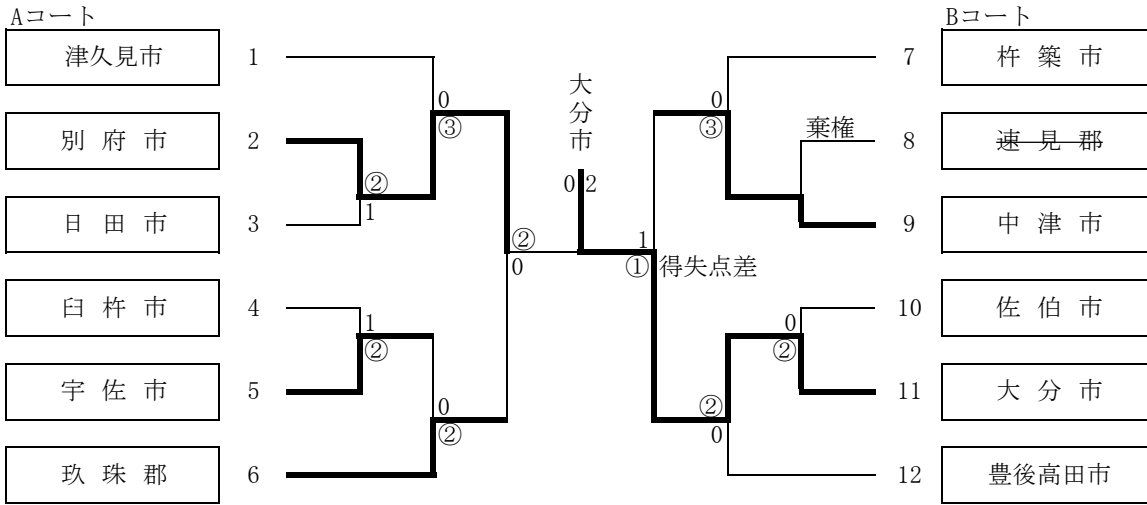 Aコート
Bコート
津久見市 1
別府市 2
日田市 3
臼杵市 4
宇佐市 5
玖珠郡 6
0
③
②
1
1
②
0
②
②
0
大分市
0 2
1
① 得失点差
0
③
棄権
0
②
②
0
7 杵築市
8 速見郡
9 中津市
10 佐伯市
11 大分市
12 豊後高田市